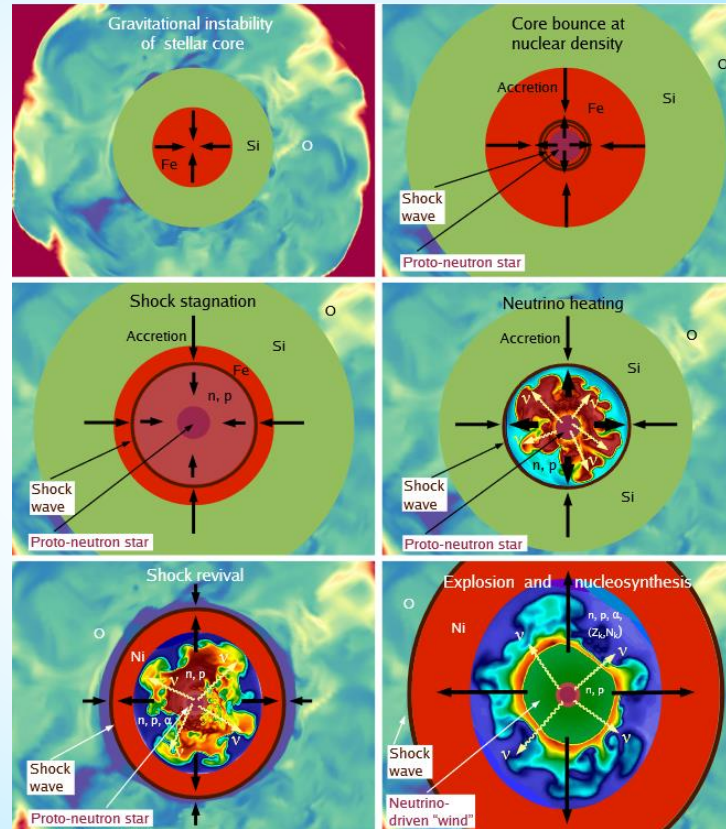 Gravitational instability
of stellar core
Fe
Si
O
Core bounce at
nuclear density
O
Accretion
Fe
Si
Shock
wave
Proto-neutron star
Shock stagnation
O
Accretion
Si
Fe
n, p
Shock
wave
Proto-neutron star
Neutrino heating
O
Accretion
Si
ν
ν
ν
ν
n, p
Si
Shock
wave
Proto-neutron star
Shock revival
O
Ni
n, p
ν
ν
n, p, α
ν
Shock
wave
Proto-neutron star
Explosion and nucleosynthesis
O
Ni
n, p, α,
(Zₖ,Nₖ)
ν
ν
n, p
ν
ν
Shock
wave
Neutrino-
driven "wind"